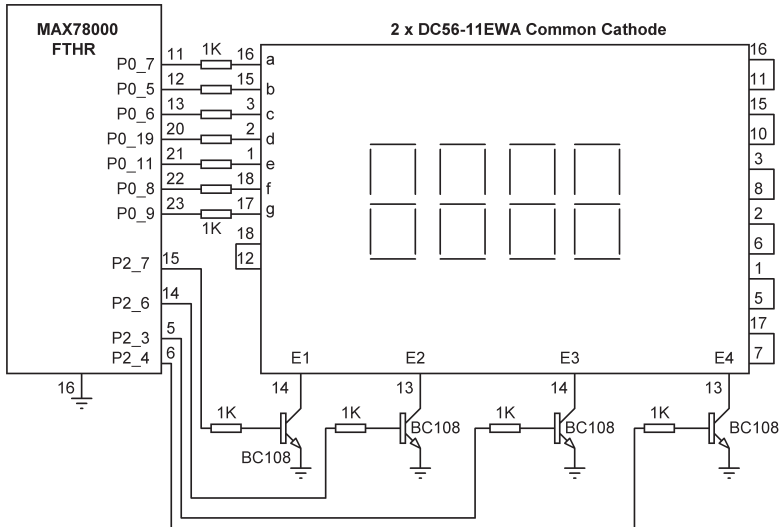 MAX78000
FTHR
2 x DC56-11EWA Common Cathode
P0_7 11 1K 16 a
P0_5 12 15 b
P0_6 13 3 c
P0_19 20 2 d
P0_11 21 1 e
P0_8 22 18 f
P0_9 23 17 g
1K
18
12
P2_7 15
P2_6 14
P2_3 5
P2_4 6
16
16
11
15
10
3
8
2
6
1
5
17
7
E1 E2 E3 E4
14 13 14 13
1K 1K 1K 1K
BC108 BC108 BC108
BC108